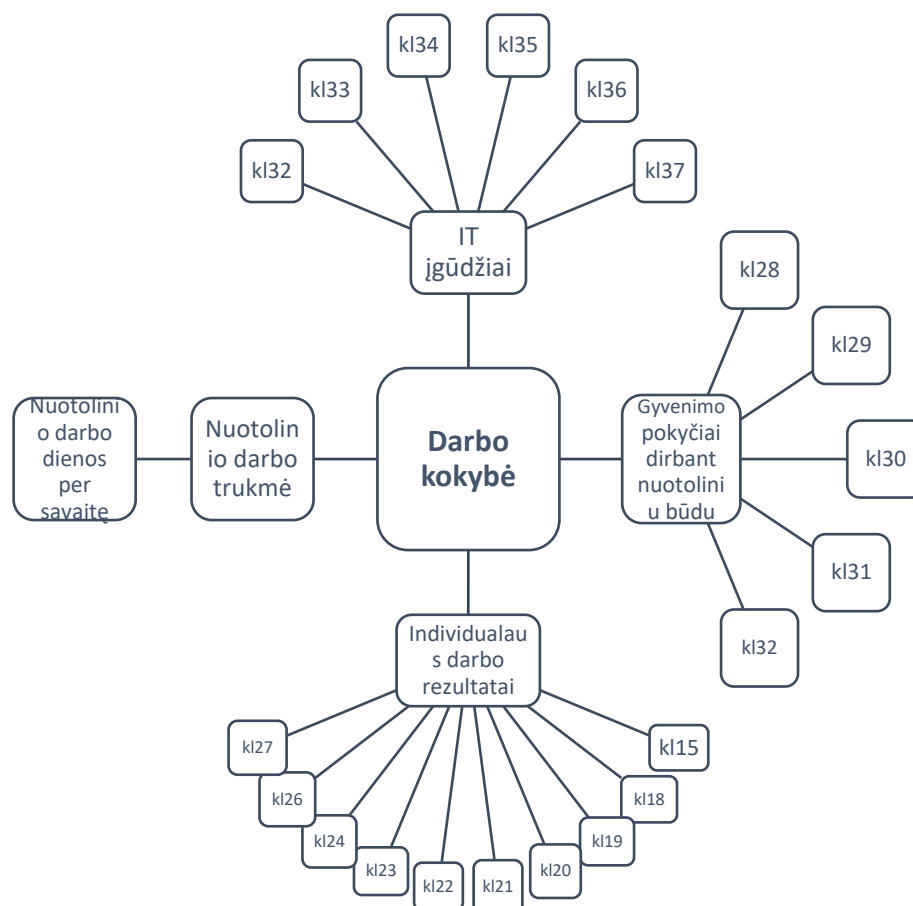 kl34
kl35
kl33
kl36
kl32
kl37
IT
įgūdžiai
kl28
kl29
Nuotolini
o darbo
dienos
per
savaitę
Nuotolin
io darbo
trukmė
Darbo
kokybė
Gyvenimo
pokyčiai
dirbant
nuotolini
u būdu
kl30
kl31
kl32
Individualau
s darbo
rezultatai
kl27
kl15
kl26
kl18
kl24
kl19
kl23
kl20
kl22
kl21